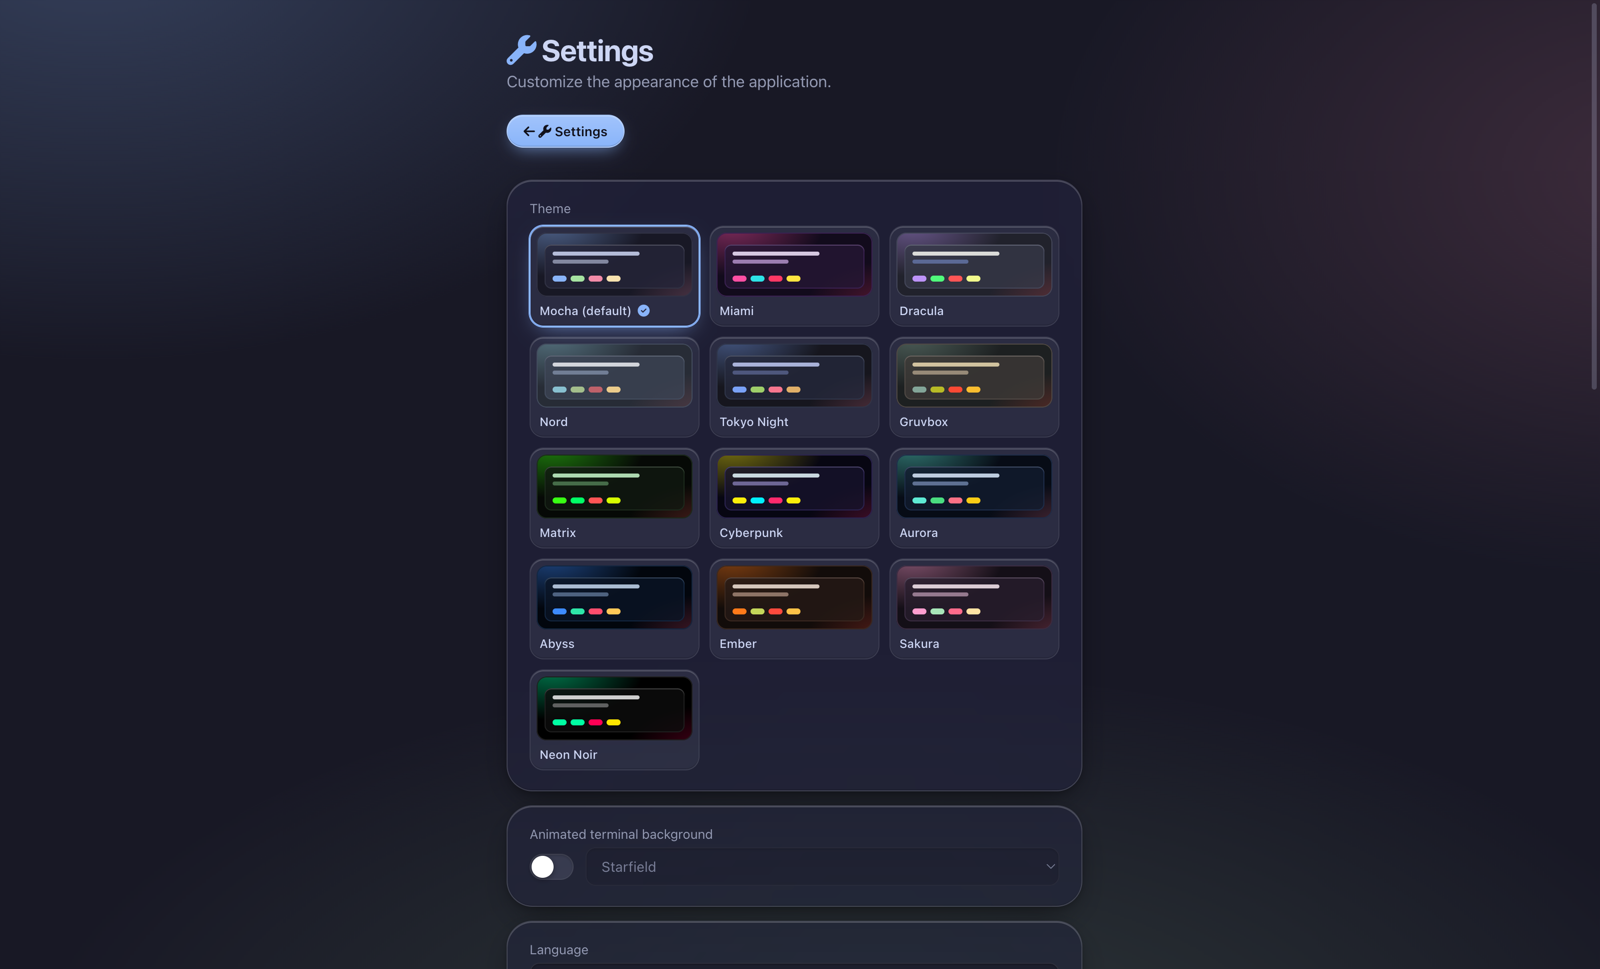 Settings
Customize the appearance of the application.
← Settings
Theme
Mocha (default)
Miami
Dracula
Nord
Tokyo Night
Gruvbox
Matrix
Cyberpunk
Aurora
Abyss
Ember
Sakura
Neon Noir
Animated terminal background
Starfield
Language